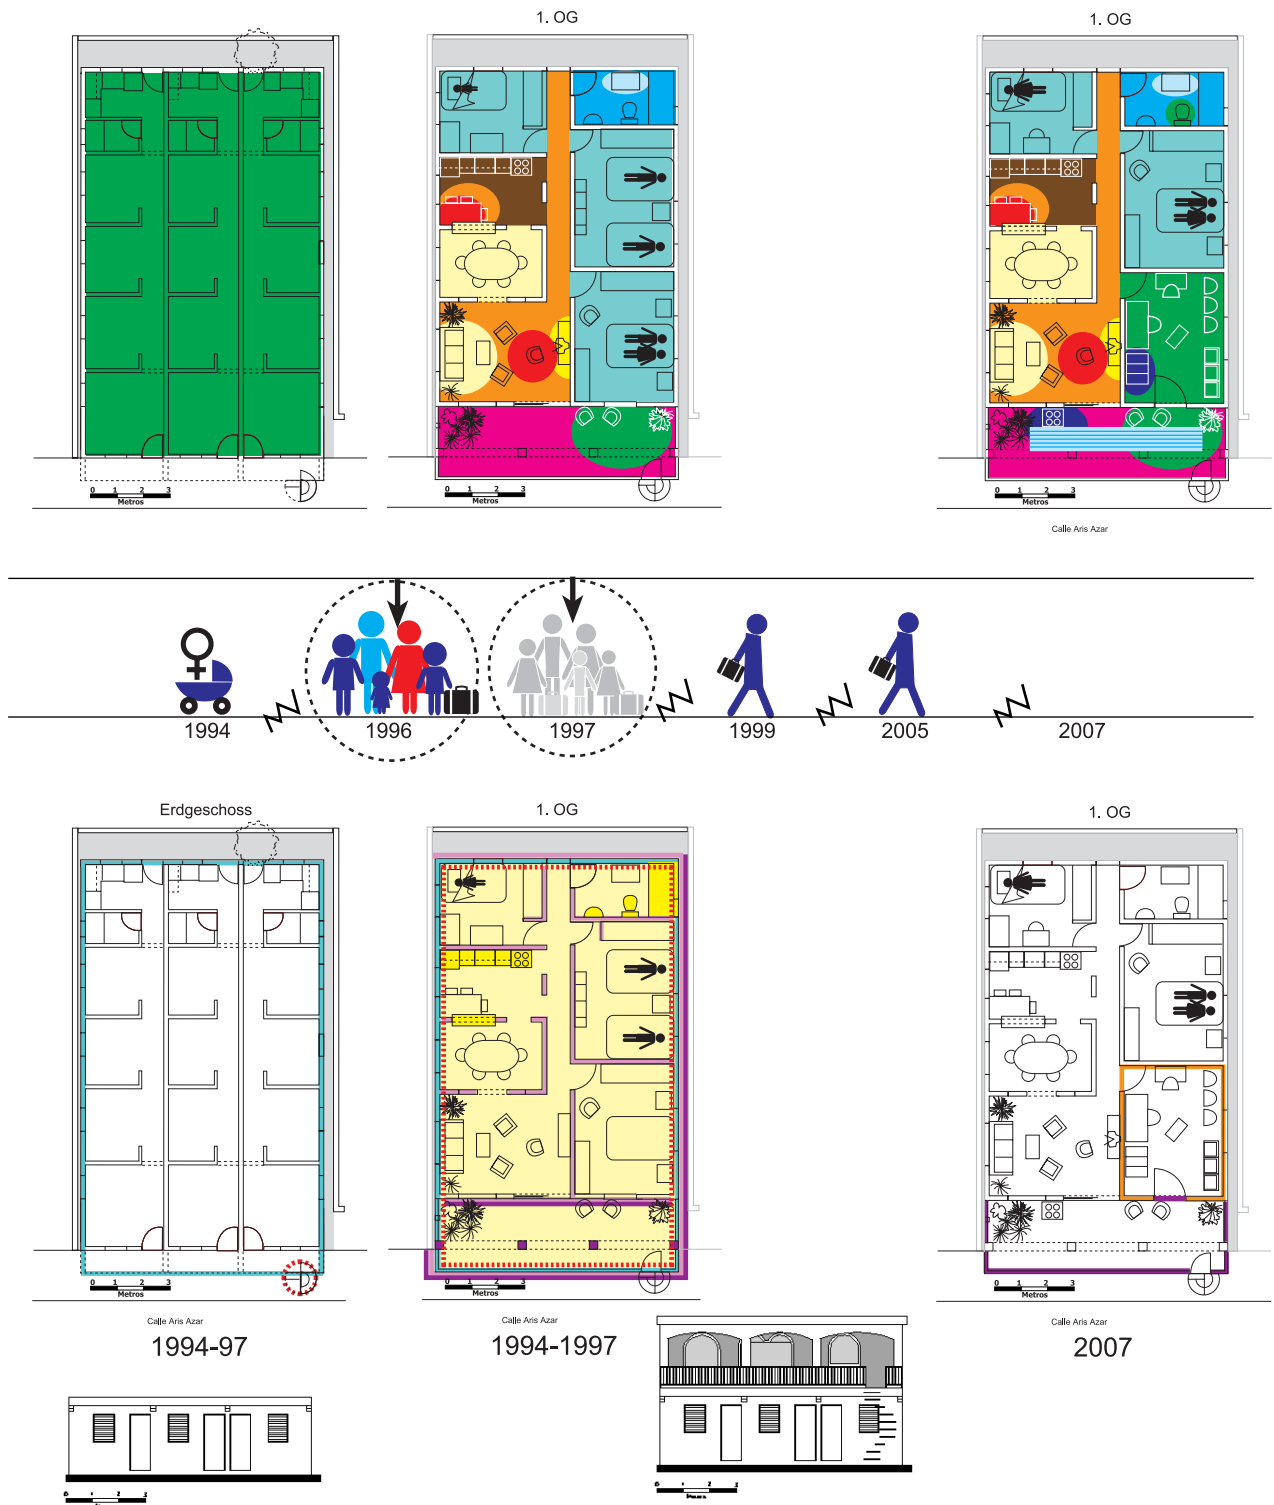 1. OG
1. OG
0 1 2 3
Metros
0 1 2 3
Metros
0 1 2 3
Metros
Calle Aris Azar
1994
1996
1997
1999
2005
2007
Erdgeschoss
1. OG
1. OG
0 1 2 3
Metros
0 1 2 3
Metros
0 1 2 3
Metros
Calle Aris Azar
Calle Aris Azar
Calle Aris Azar
1994-97
1994-1997
2007